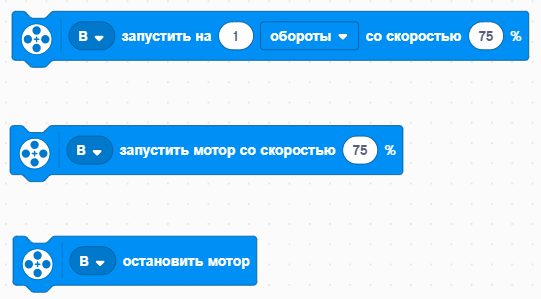 B запустить на 1 обороты со скоростью 75 %
B запустить мотор со скоростью 75 %
B остановить мотор